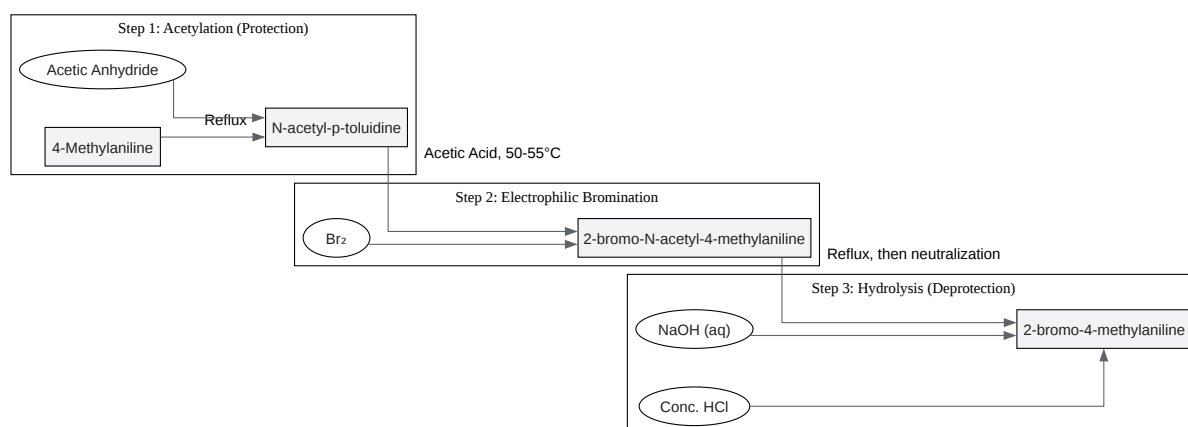 Step 1: Acetylation (Protection)
Acetic Anhydride
Reflux
N-acetyl-p-toluidine
4-Methylaniline
Acetic Acid, 50-55°C
Step 2: Electrophilic Bromination
Br₂
2-bromo-N-acetyl-4-methylaniline
Reflux, then neutralization
Step 3: Hydrolysis (Deprotection)
NaOH (aq)
2-bromo-4-methylaniline
Conc. HCl